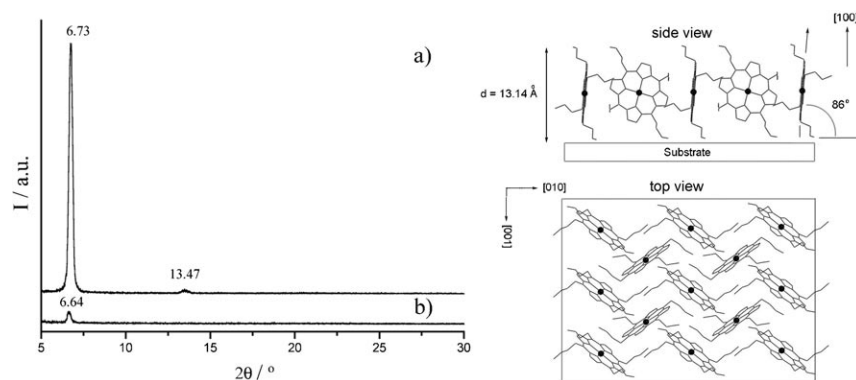 6.73
a)
13.47
b)
6.64
I / a.u.
5
10
15
20
25
30
2θ / º
side view
[100]
d = 13.14 Å
86°
Substrate
top view
[010]
[001]